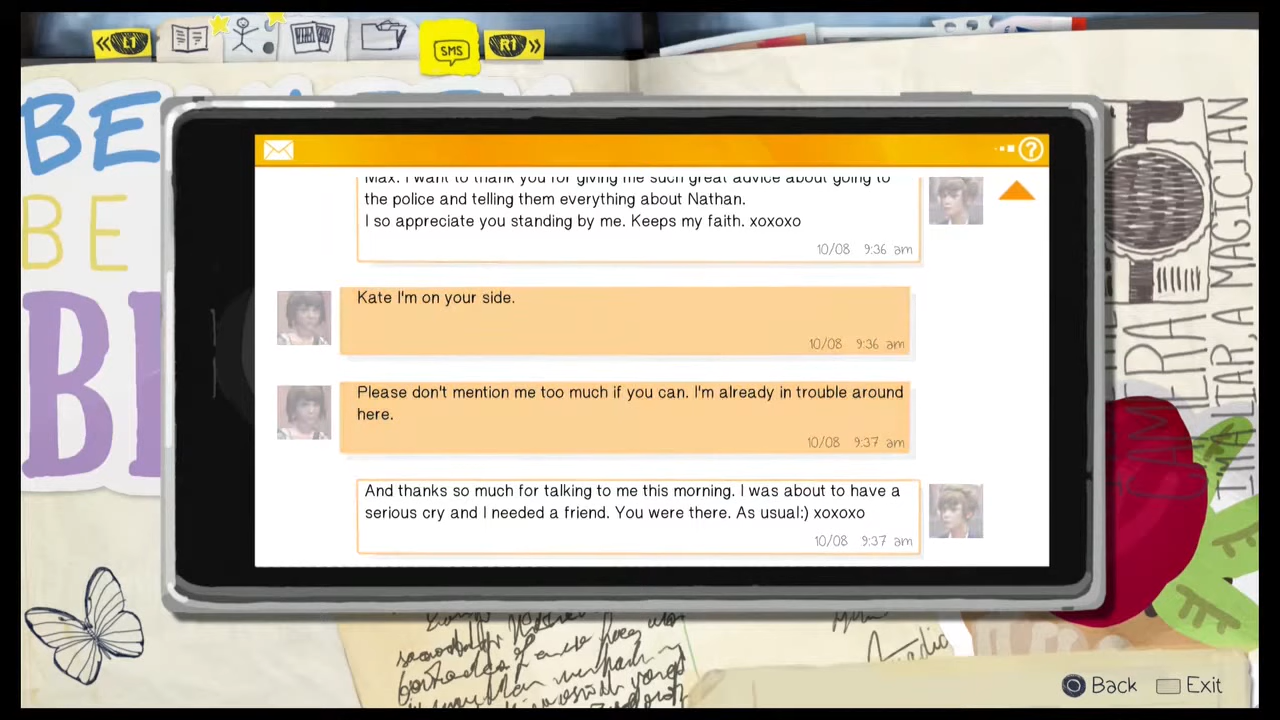 L1
SMS
R1
BE
BE
Max. I want to thank you for giving me such great advice about going to
the police and telling them everything about Nathan.
I so appreciate you standing by me. Keeps my faith. xoxoxo
10/08 9:36 am
Kate I'm on your side.
10/08 9:36 am
Please don't mention me too much if you can. I'm already in trouble around
here.
10/08 9:37 am
And thanks so much for talking to me this morning. I was about to have a
serious cry and I needed a friend. You were there. As usual:) xoxoxo
10/08 9:37 am
?
A MAGICIAN
Back
Exit